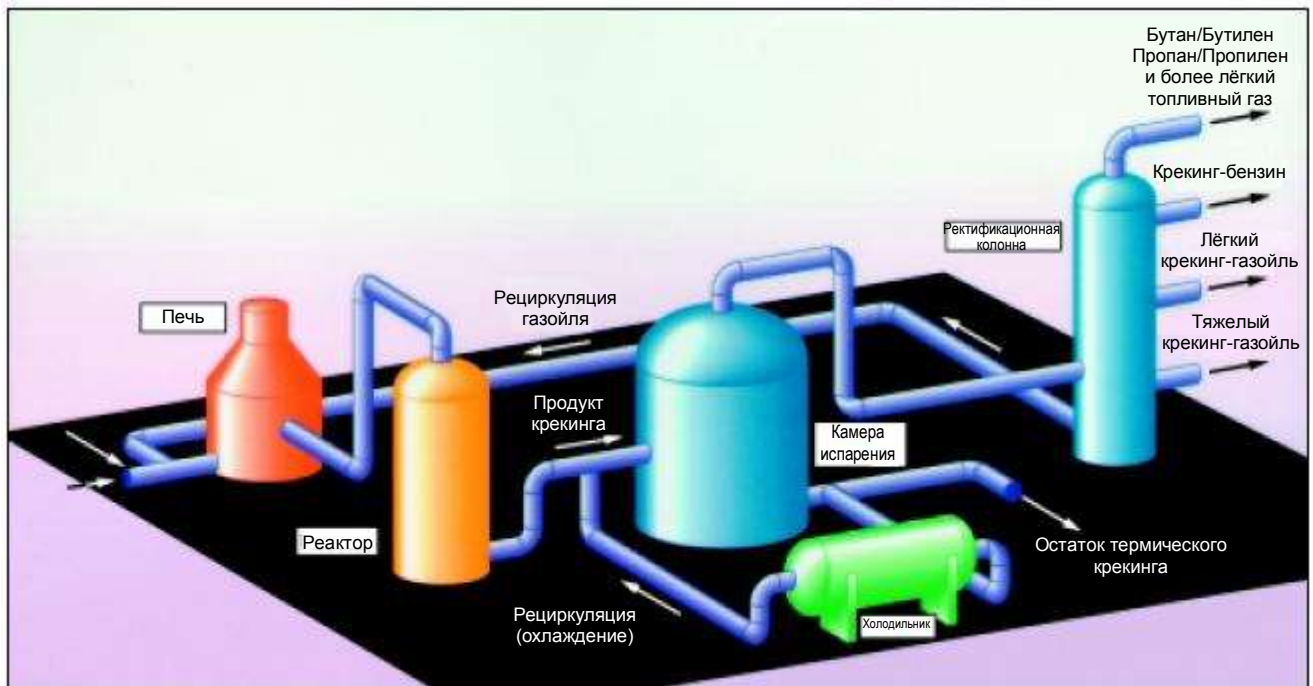 Бутан/Бутилен
Пропан/Пропилен
и более лёгкий
топливный газ
Крекинг-бензин
Ректификационная
колонна
Лёгкий
крекинг-газойль
Рециркуляция
газойля
Печь
Тяжелый
крекинг-газойль
Продукт
крекинга
Камера
испарения
Реактор
Остаток термического
крекинга
Рециркуляция
(охлаждение)
Холодильник